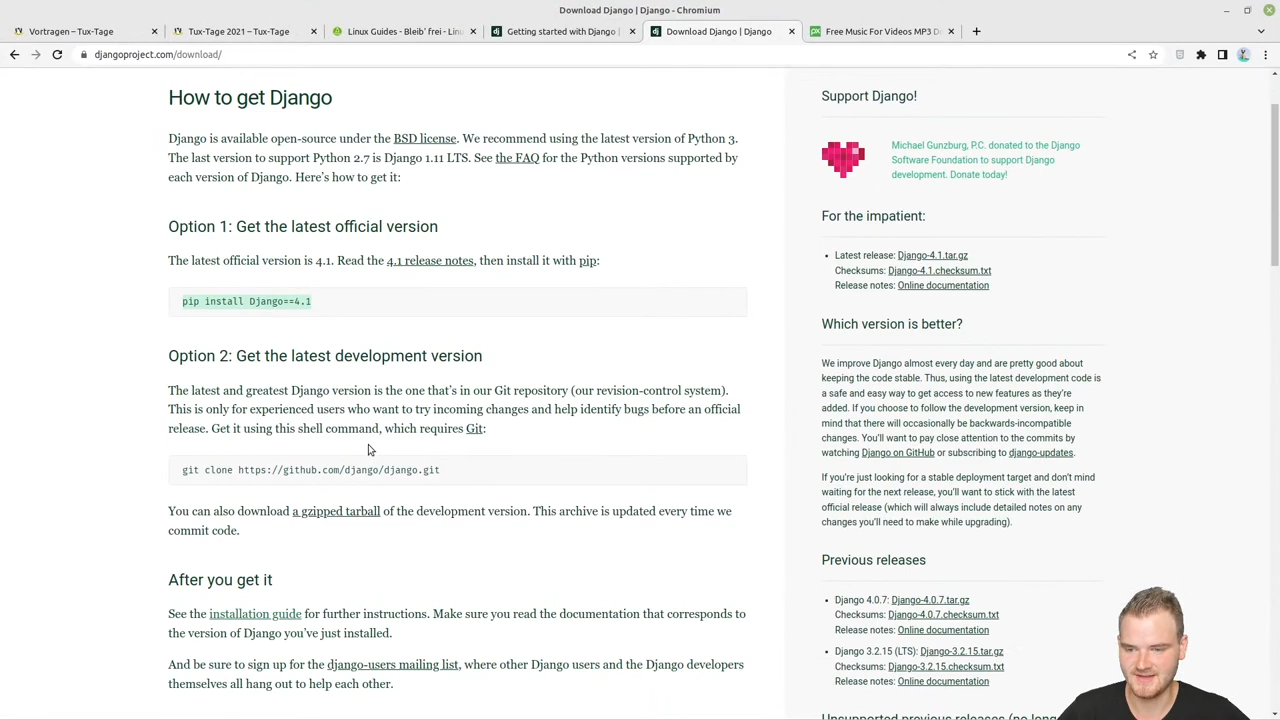 Download Django | Django - Chromium
Vortragen – Tux-Tage
Tux-Tage 2021 – Tux-Tage
Linux Guides - Bleib' frei - Lin
Getting started with Django |
Download Django | Django
Free Music For Videos MP3 D
djangoproject.com/download/
How to get Django
Django is available open-source under the BSD license. We recommend using the latest version of Python 3.
The last version to support Python 2.7 is Django 1.11 LTS. See the FAQ for the Python versions supported by
each version of Django. Here's how to get it:
Option 1: Get the latest official version
The latest official version is 4.1. Read the 4.1 release notes, then install it with pip:
pip install Django==4.1
Option 2: Get the latest development version
The latest and greatest Django version is the one that's in our Git repository (our revision-control system).
This is only for experienced users who want to try incoming changes and help identify bugs before an official
release. Get it using this shell command, which requires Git:
git clone https://github.com/django/django.git
You can also download a gzipped tarball of the development version. This archive is updated every time we
commit code.
After you get it
See the installation guide for further instructions. Make sure you read the documentation that corresponds to
the version of Django you've just installed.
And be sure to sign up for the django-users mailing list, where other Django users and the Django developers
themselves all hang out to help each other.
Support Django!
Michael Gunzburg, P.C. donated to the Django
Software Foundation to support Django
development. Donate today!
For the impatient:
Latest release: Django-4.1.tar.gz
Checksums: Django-4.1.checksum.txt
Release notes: Online documentation
Which version is better?
We improve Django almost every day and are pretty good about
keeping the code stable. Thus, using the latest development code is
a safe and easy way to get access to new features as they're
added. If you choose to follow the development version, keep in
mind that there will occasionally be backwards-incompatible
changes. You'll want to pay close attention to the commits by
watching Django on GitHub or subscribing to django-updates.
If you're just looking for a stable deployment target and don't mind
waiting for the next release, you'll want to stick with the latest
official release (which will always include detailed notes on any
changes you'll need to make while upgrading).
Previous releases
Django 4.0.7: Django-4.0.7.tar.gz
Checksums: Django-4.0.7.checksum.txt
Release notes: Online documentation
Django 3.2.15 (LTS): Django-3.2.15.tar.gz
Checksums: Django-3.2.15.checksum.txt
Release notes: Online documentation
Unsupported previous releases (no long